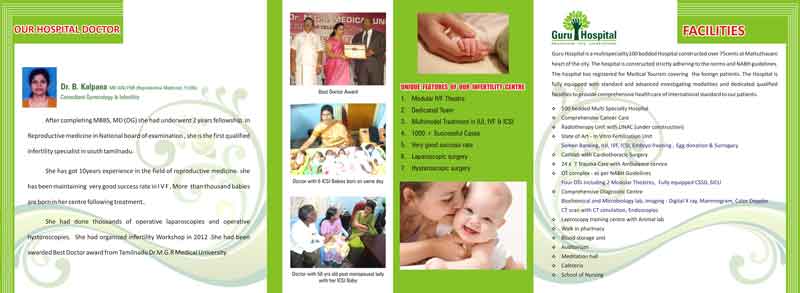 OUR HOSPITAL DOCTOR
Dr. B. Kalpana
Consultant Gynecology & Infertility
After completing MBBS, MD (OG) she had underwent 2 years fellowship in
Reproductive medicine in National board of examination , she is the first qualified
infertility specialist in south tamilnadu.
She has got 10years experience in the field of reproductive medicine. she
has been maintaining very good success rate in I V F , More than thousand babies
are born in her centre following treatment.
She had done thousands of operative laparoscopies and operative
hystoroscopies. She had organized infertility Workshop in 2012 .She had been
awarded Best Doctor award from Tamilnadu Dr.M.G.R Medical University.
Best Doctor Award
Doctor with 6 ICSI Babies born on same day
Doctor with 58 yrs old post menopausal lady
with her ICSI Baby
UNIQUE FEATURES OF OUR INFERTILITY CENTRE
1. Modular IVF Theatre
2. Dedicated Team
3. Multimodel Treatment in IUI, IVF & ICSI
4. 1000 + Successful Cases
5. Very good success rate
6. Laparoscopic surgery
7. Hysteroscopic surgery
Guru Hospital
FACILITIES
Guru Hospital is a multispeciality 100 bedded Hospital constructed over 75cents at Mattuthavani
heart of the city. The hospital is constructed strictly adhering to the norms and NABH guidelines.
The hospital has registered for Medical Tourism covering the foreign patients. The Hospital is
fully equipped with standard and advanced investigating modalities and dedicated qualified
faculties to provide comprehensive healthcare of international standard to our patients.
❖ 100 bedded Multi Specialty Hospital
❖ Comprehensive Cancer Care
❖ Radiotherapy Unit with LINAC (under construction)
❖ State of Art - In Vitro Fertilization Unit
Semen Banking, IUI, IVF, ICSI, Embryo Freezing , Egg donation & Surrogacy
❖ Cathlab with Cardiothoracic Surgery
❖ 24 x 7 Trauma Care with Ambulance service
❖ OT complex - as per NABH Guidelines
Four OTs including 2 Modular Theatres, Fully equipped CSSD, SICU
❖ Comprehensive Diagnostic Centre
Biochemical and Microbiology lab, Imaging - Digital X ray, Mammogram, Color Doppler
CT scan with CT simulation, Endoscopies
❖ Laproscopy training centre with Animal lab
❖ Walk in pharmacy
❖ Blood storage unit
❖ Auditorium
❖ Meditation hall
❖ Cafeteria
❖ School of Nursing